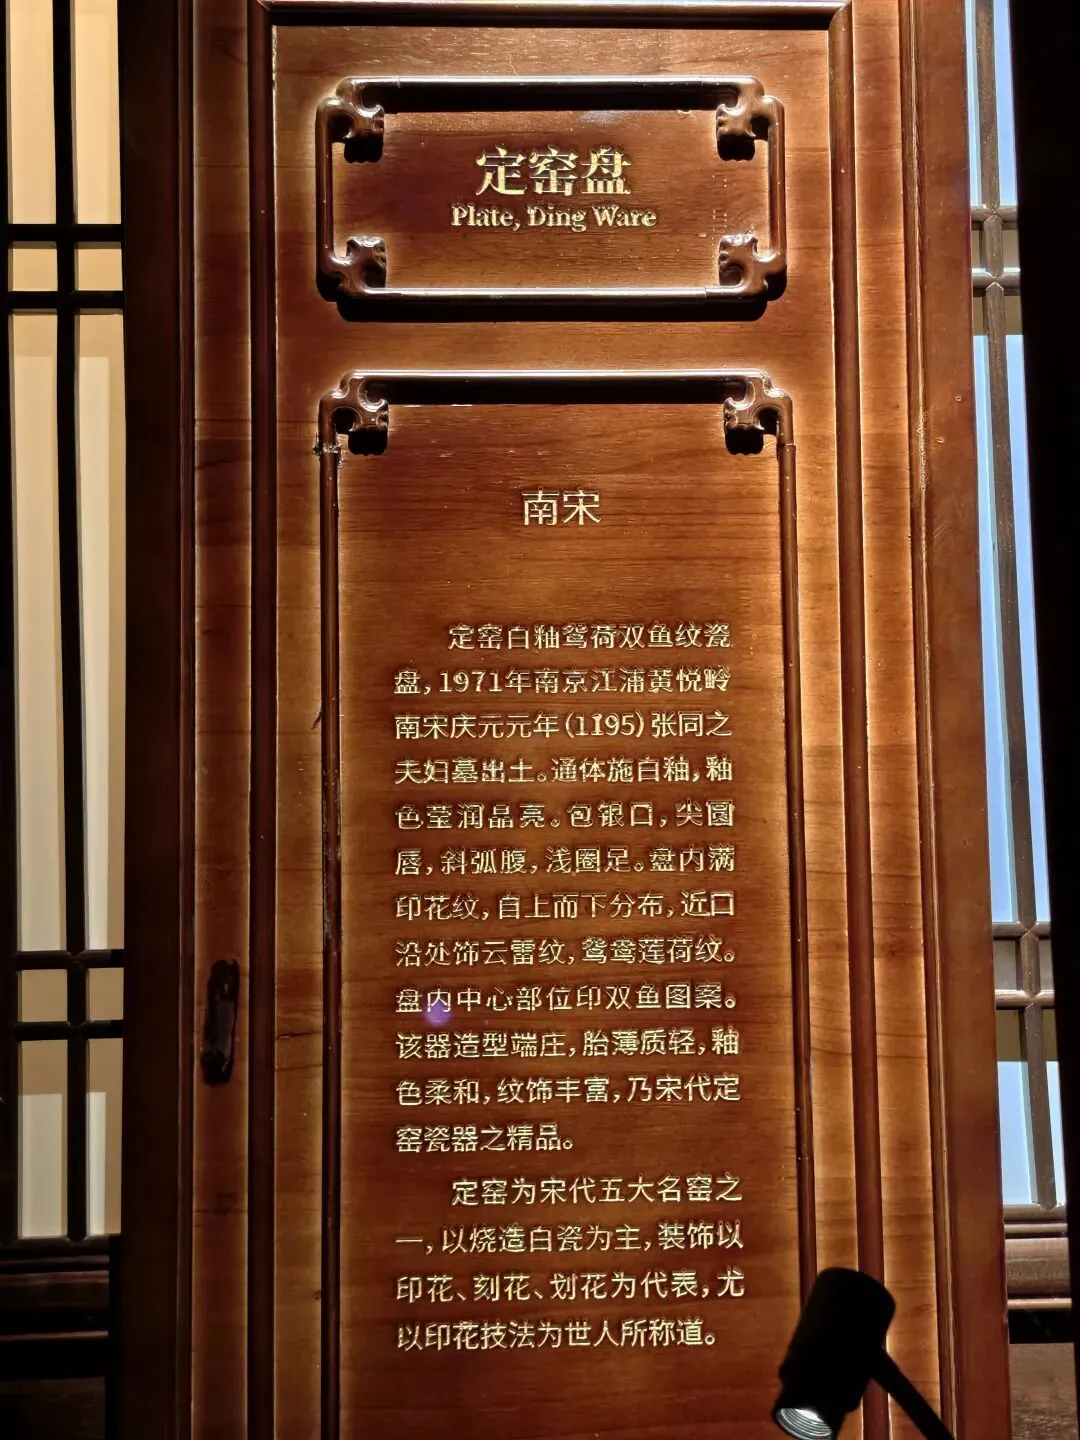 定窑盘
Plate, Ding Ware
南宋
定窑白釉鸳荷双鱼纹瓷
盘，1971年南京江浦黄悦岭
南宋庆元元年（1195）张同之
夫妇墓出土。通体施白釉，釉
色莹润晶亮。包银口，尖圆
唇，斜弧腹，浅圈足。盘内满
印花纹，自上而下分布，近口
沿处饰云雷纹，鸳鸯莲荷纹。
盘内中心部位印双鱼图案。
该器造型端庄，胎薄质轻，釉
色柔和，纹饰丰富，乃宋代定
窑瓷器之精品。
定窑为宋代五大名窑之
一，以烧造白瓷为主，装饰以
印花、刻花、划花为代表，尤
以印花技法为世人所称道。